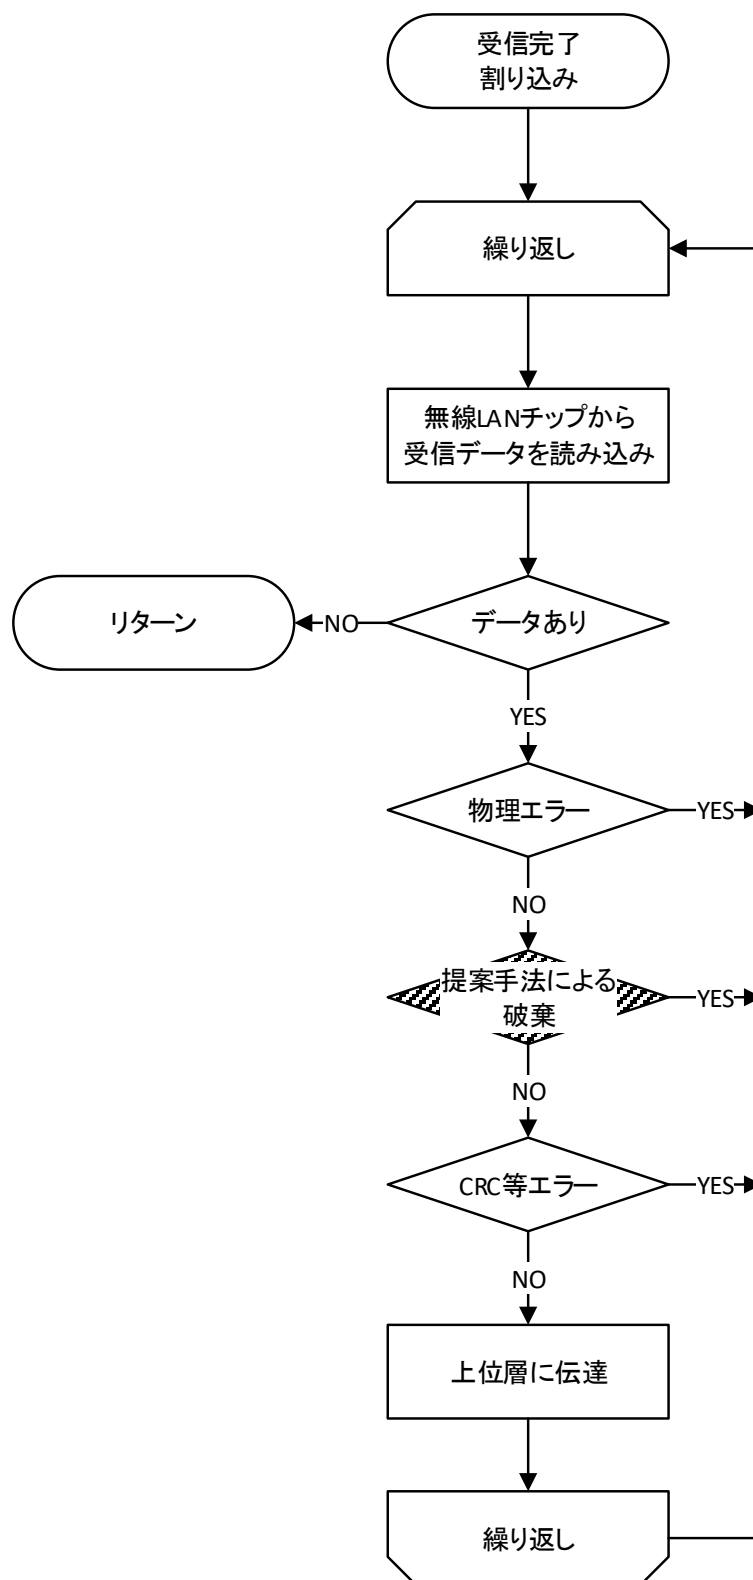 受信完了
割り込み
繰り返し
無線LANチップから
受信データを読み込み
リターン
NO
データあり
YES
物理エラー
YES
NO
提案手法による
破棄
YES
NO
CRC等エラー
YES
NO
上位層に伝達
繰り返し